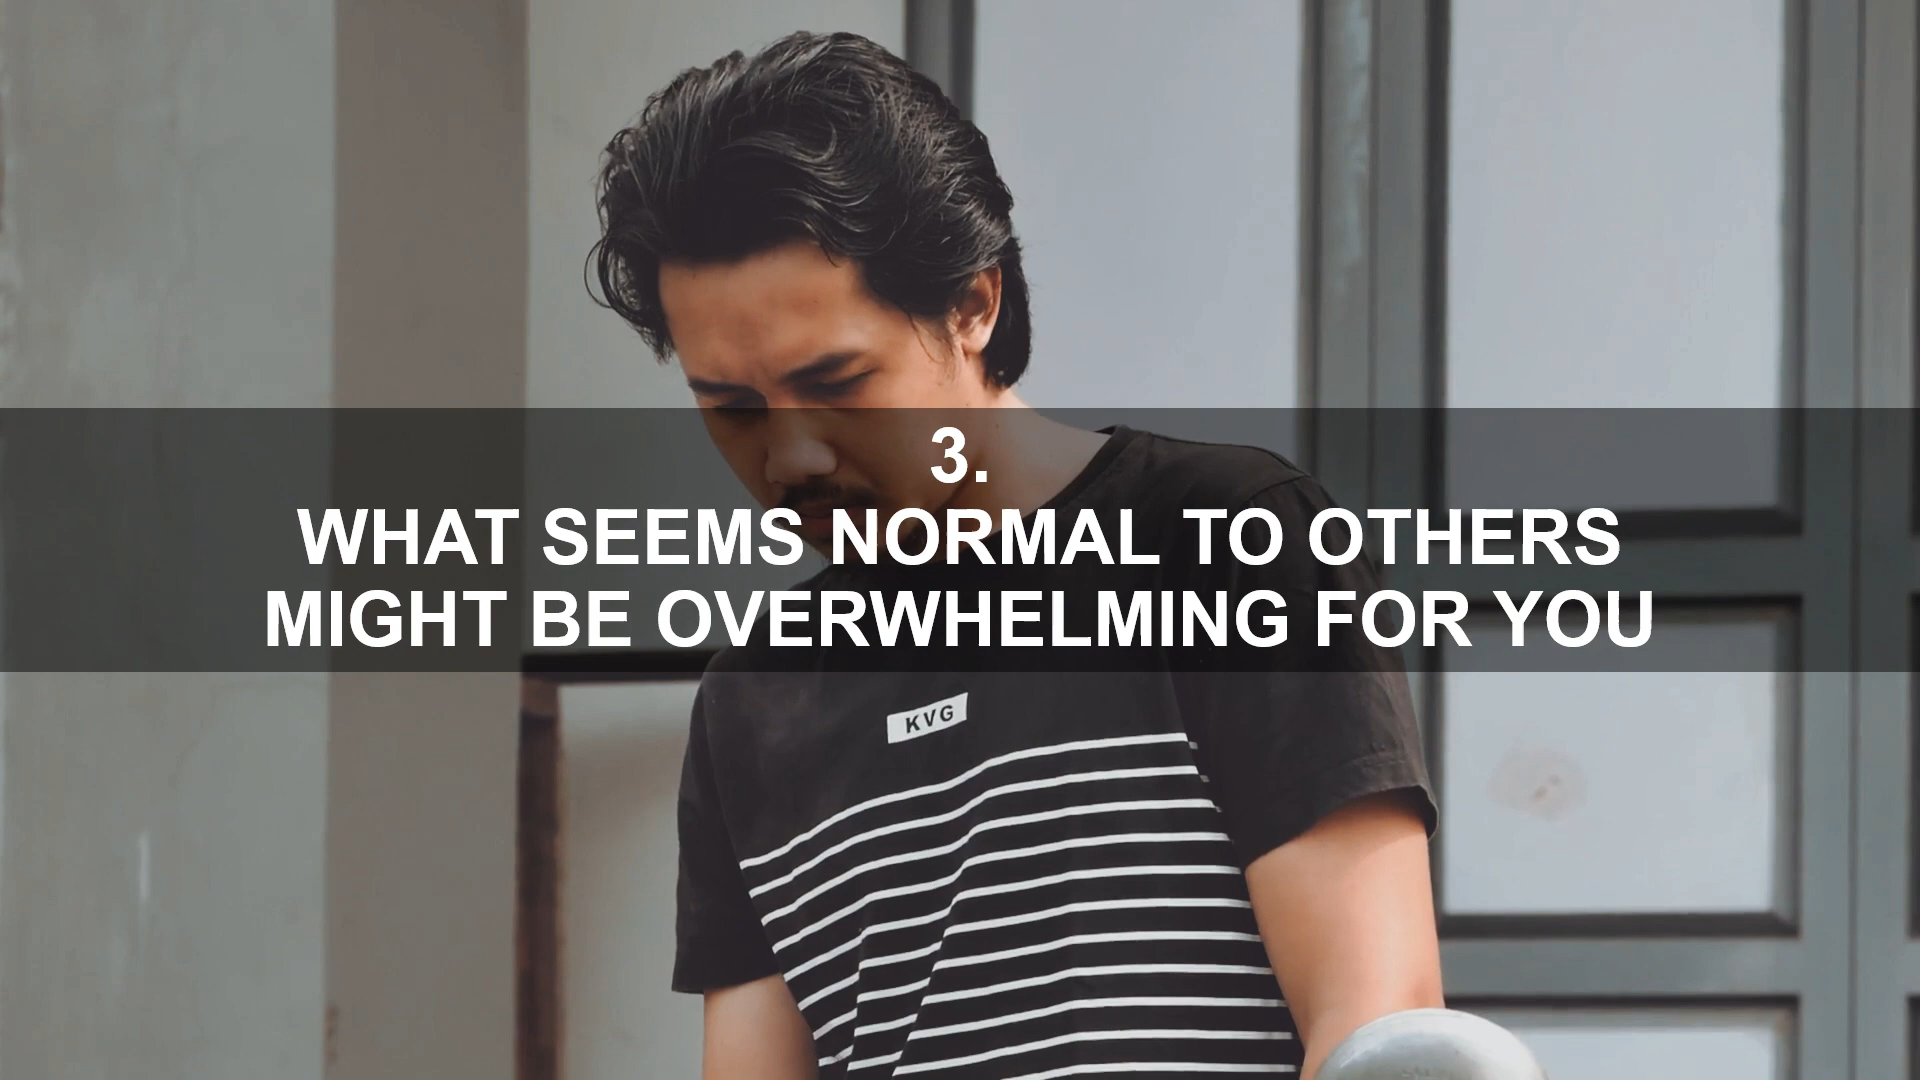 3.
WHAT SEEMS NORMAL TO OTHERS
MIGHT BE OVERWHELMING FOR YOU
KVG